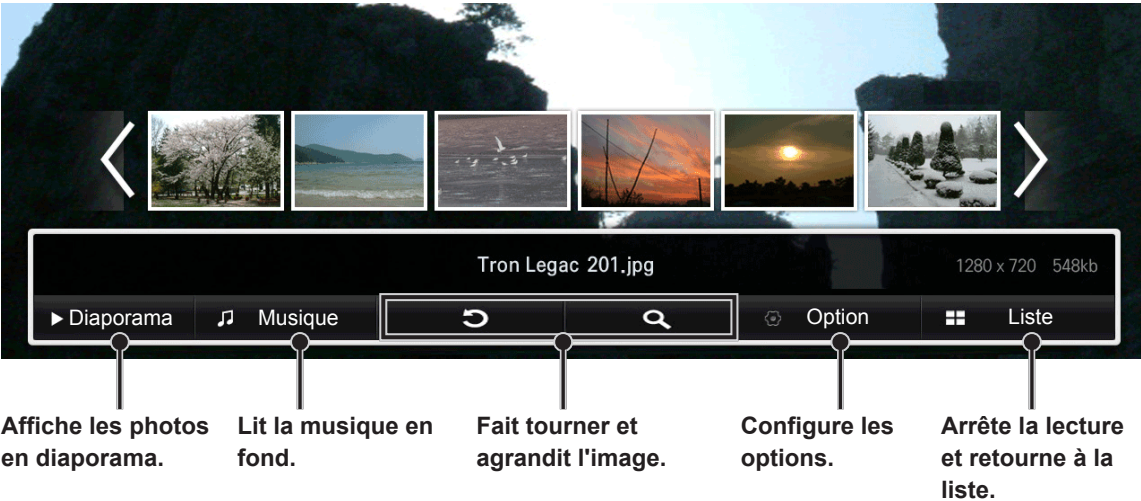 Tron Legac 201.jpg
1280 x 720 548kb
Diaporama
Musique
Option
Liste
Affiche les photos
en diaporama.
Lit la musique en
fond.
Fait tourner et
agrandit l'image.
Configure les
options.
Arrête la lecture
et retourne à la
liste.